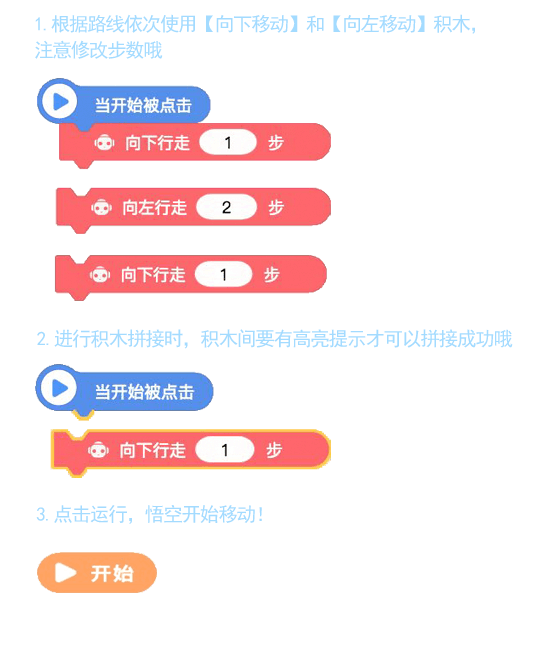 1.根据路线依次使用【向下移动】和【向左移动】积木，
注意修改步数哦
当开始被点击
向下行走 1 步
向左行走 2 步
向下行走 1 步
2.进行积木拼接时，积木间要有高亮提示才可以拼接成功哦
当开始被点击
向下行走 1 步
3.点击运行，悟空开始移动！
开始